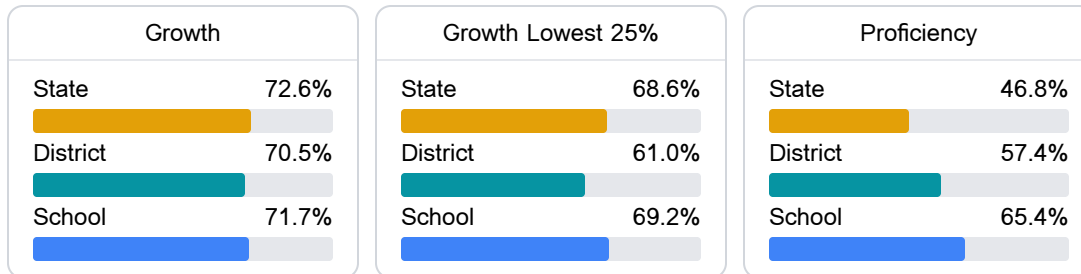 Growth
State 72.6%
District 70.5%
School 71.7%
Growth Lowest 25%
State 68.6%
District 61.0%
School 69.2%
Proficiency
State 46.8%
District 57.4%
School 65.4%